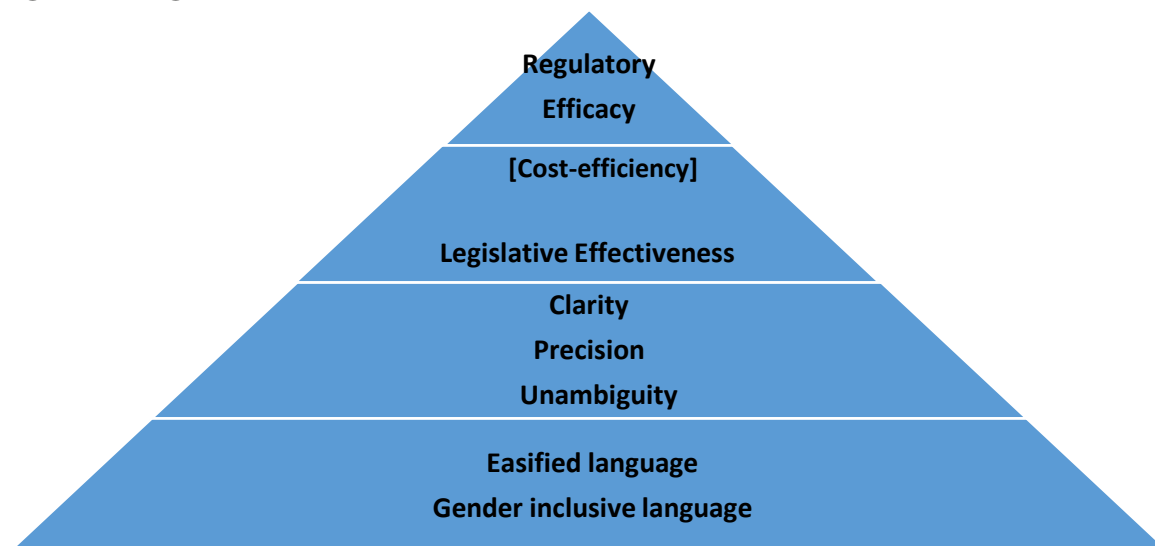 Regulatory
Efficacy
[Cost-efficiency]
Legislative Effectiveness
Clarity
Precision
Unambiguity
Easified language
Gender inclusive language